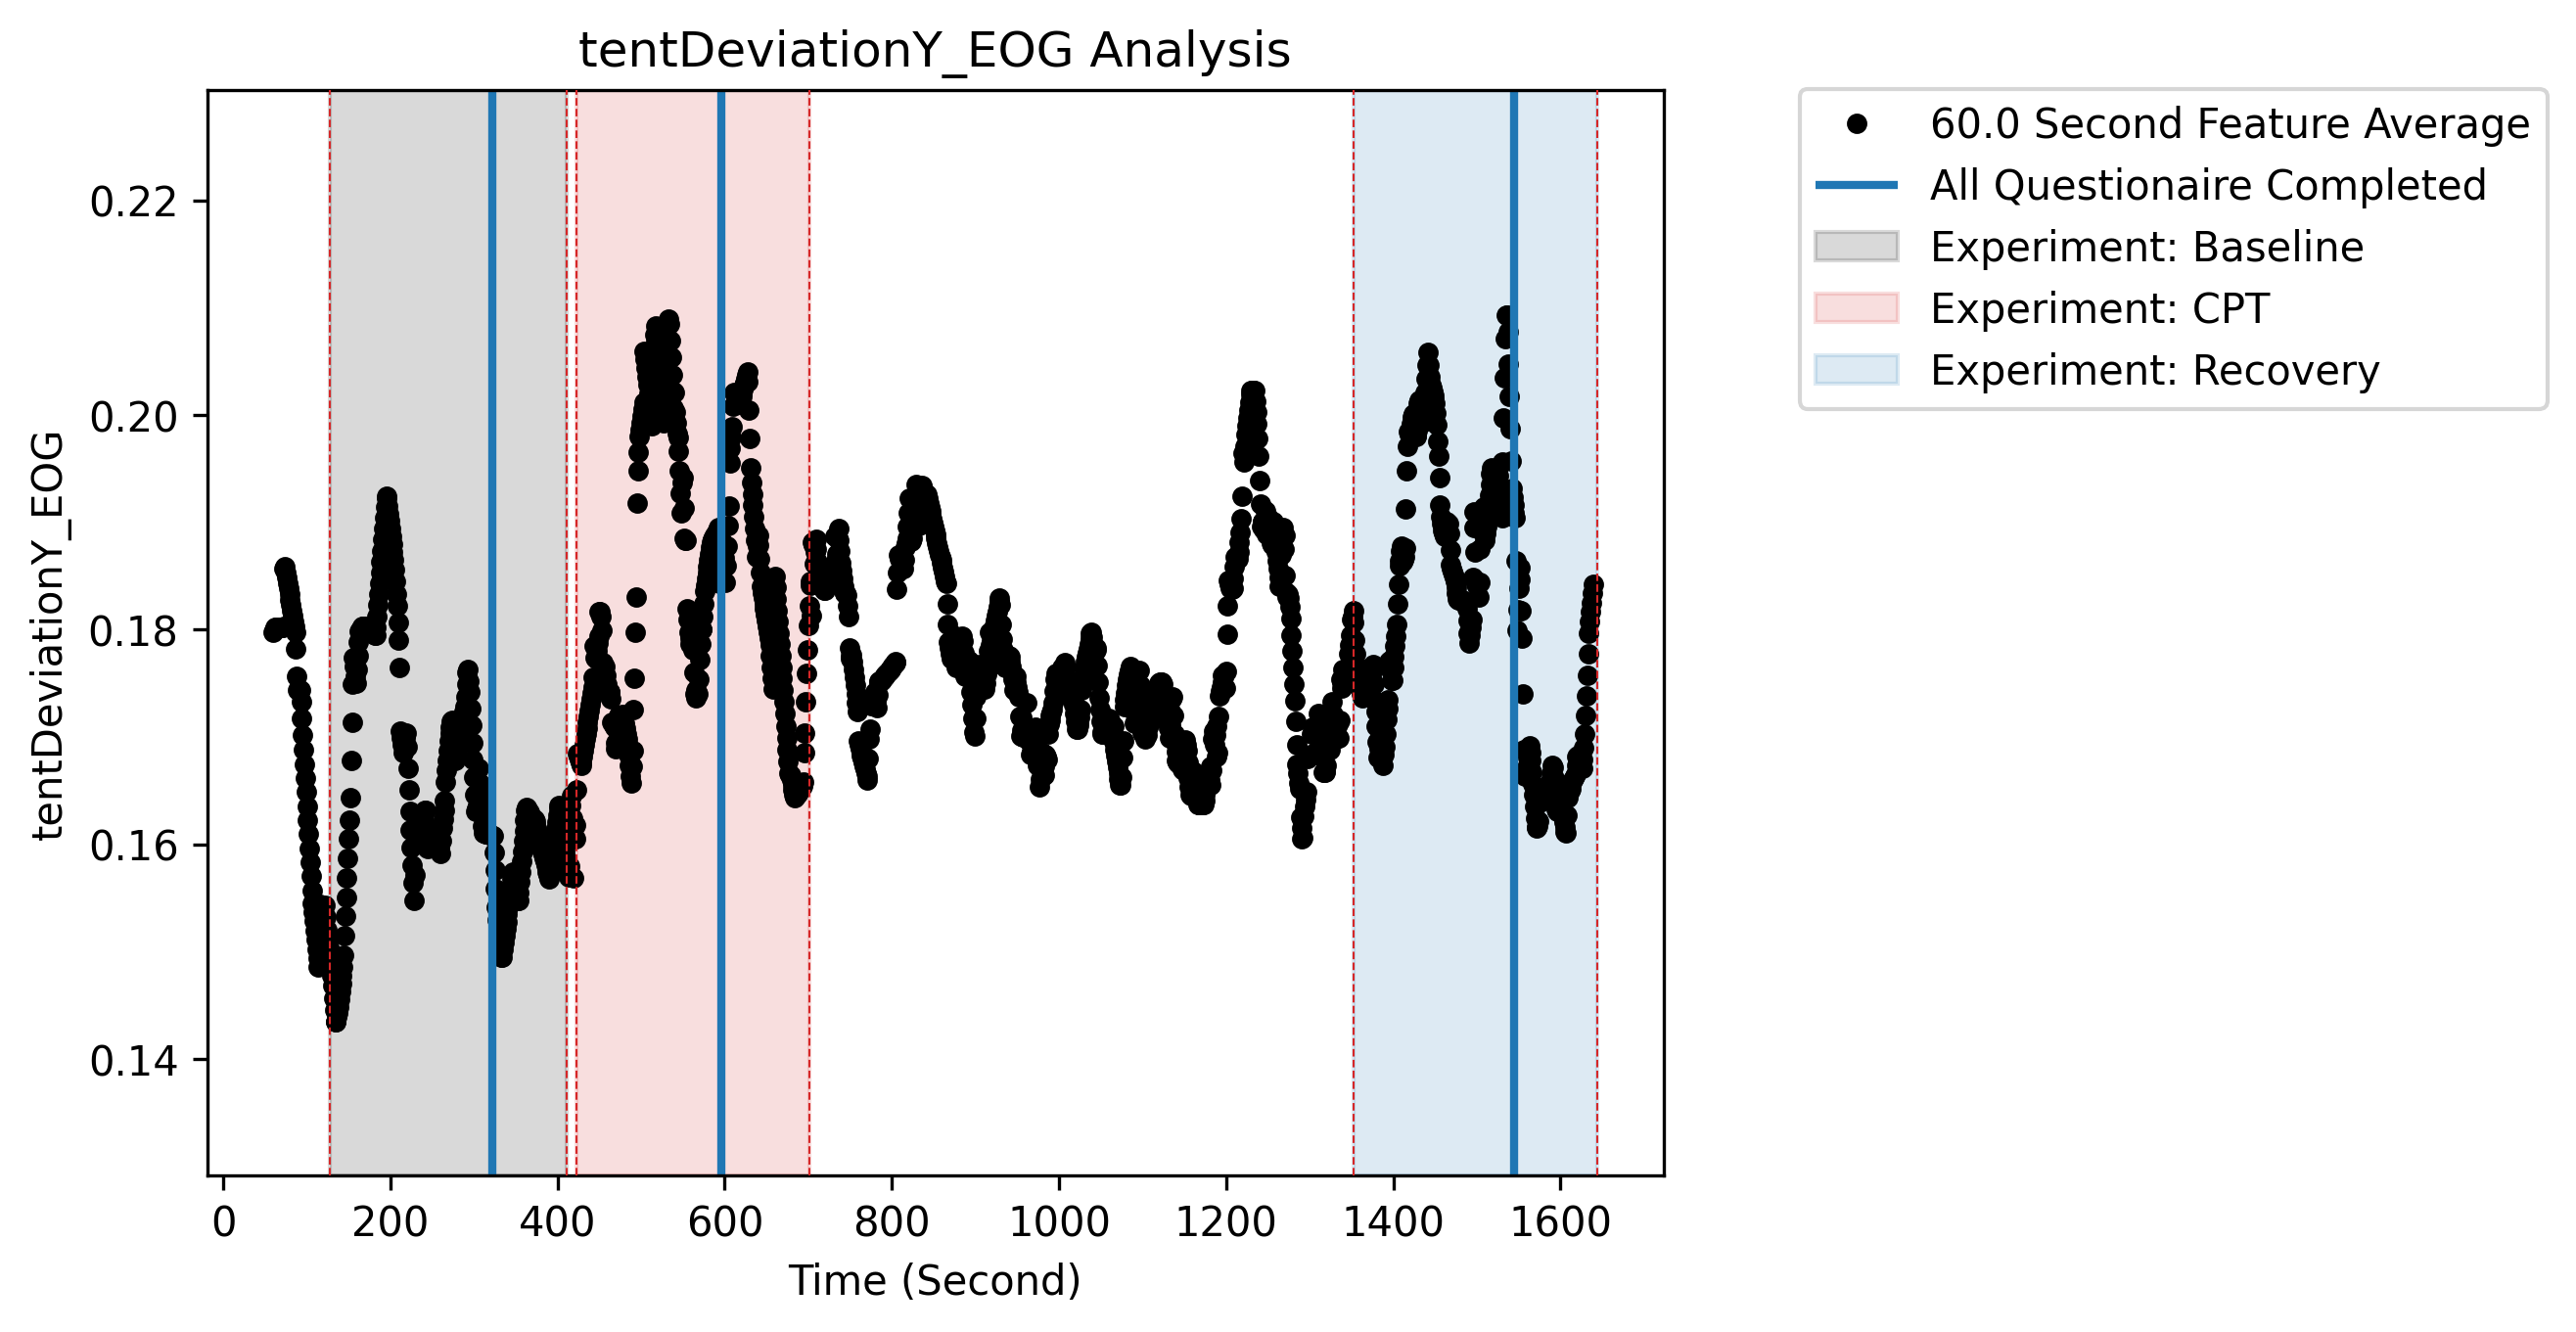 tentDeviationY_EOG Analysis
tentDeviationY_EOG
0.22
0.20
0.18
0.16
0.14
0
200
400
600
800
1000
1200
1400
1600
Time (Second)
60.0 Second Feature Average
All Questionaire Completed
Experiment: Baseline
Experiment: CPT
Experiment: Recovery